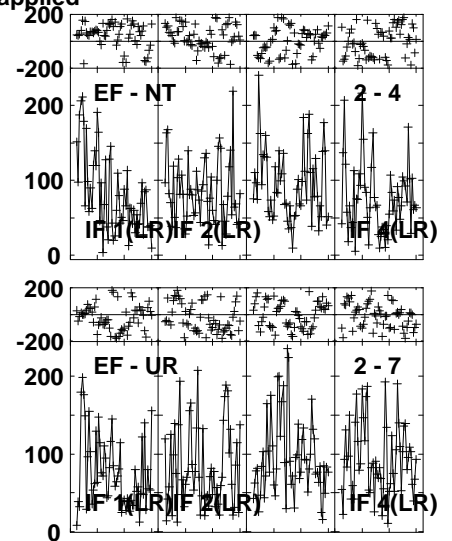 applied
200
-200
EF - NT 2 - 4
200
100
IF 1(LR) IF 2(LR) IF 4(LR)
0
200
-200
EF - UR 2 - 7
200
100
IF 1(LR) IF 2(LR) IF 4(LR)
0